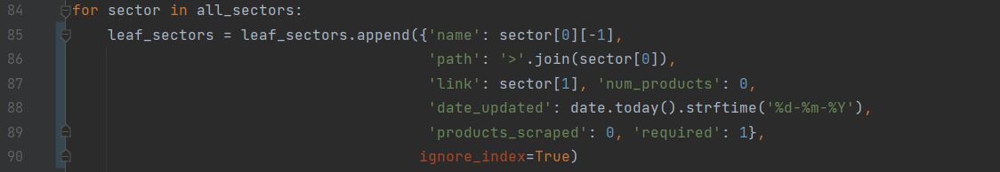 84 for sector in all_sectors:
85     leaf_sectors = leaf_sectors.append({'name': sector[0][-1],
86                                         'path': '>'.join(sector[0]),
87                                         'link': sector[1], 'num_products': 0,
88                                         'date_updated': date.today().strftime('%d-%m-%Y'),
89                                         'products_scraped': 0, 'required': 1},
90                                        ignore_index=True)